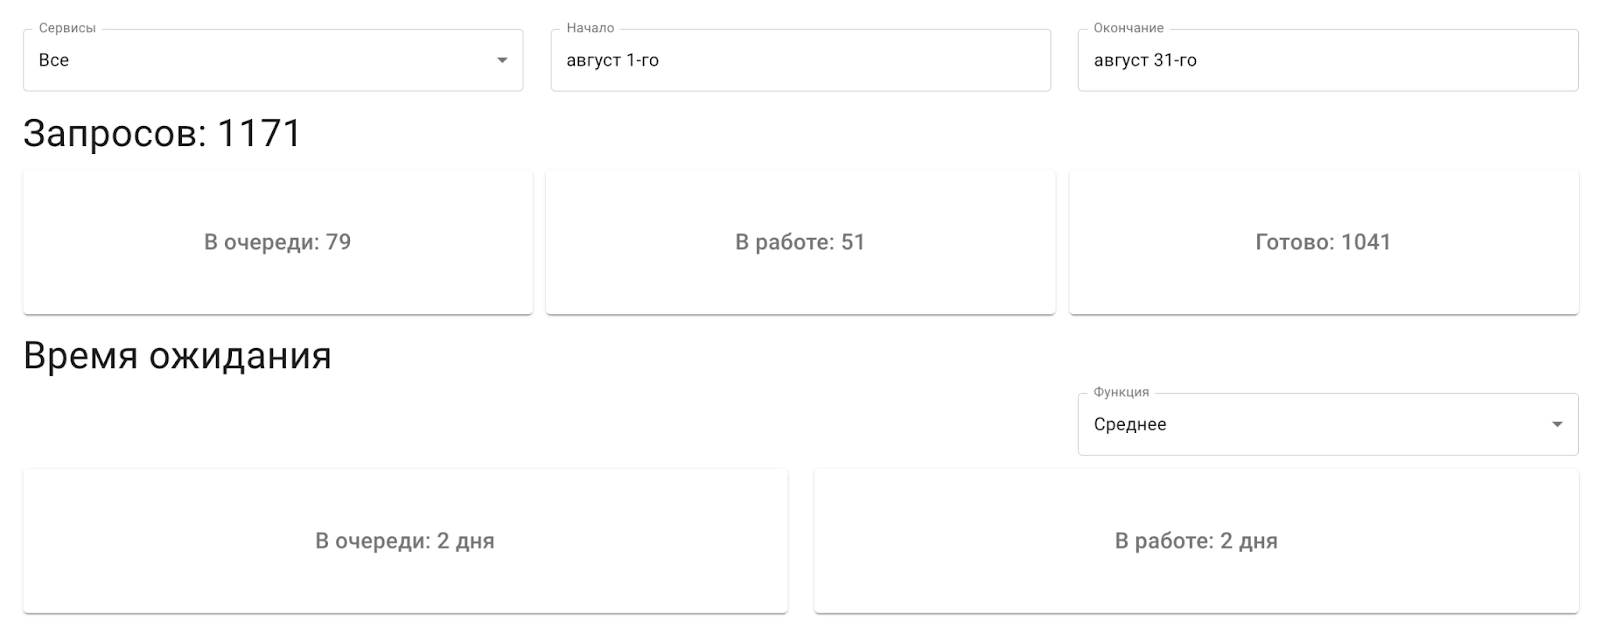 Сервисы
Все
Начало
август 1-го
Окончание
август 31-го
Запросов: 1171
В очереди: 79
В работе: 51
Готово: 1041
Время ожидания
Функция
Среднее
В очереди: 2 дня
В работе: 2 дня